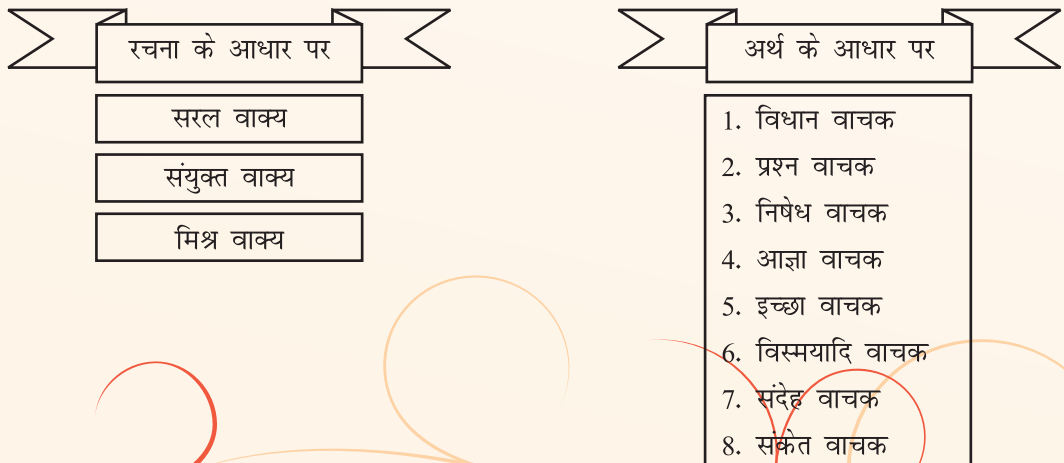 रचना के आधार पर
सरल वाक्य
संयुक्त वाक्य
मिश्र वाक्य
अर्थ के आधार पर
1. विधान वाचक
2. प्रश्न वाचक
3. निषेध वाचक
4. आज्ञा वाचक
5. इच्छा वाचक
6. विस्मयादि वाचक
7. संदेह वाचक
8. संकेत वाचक